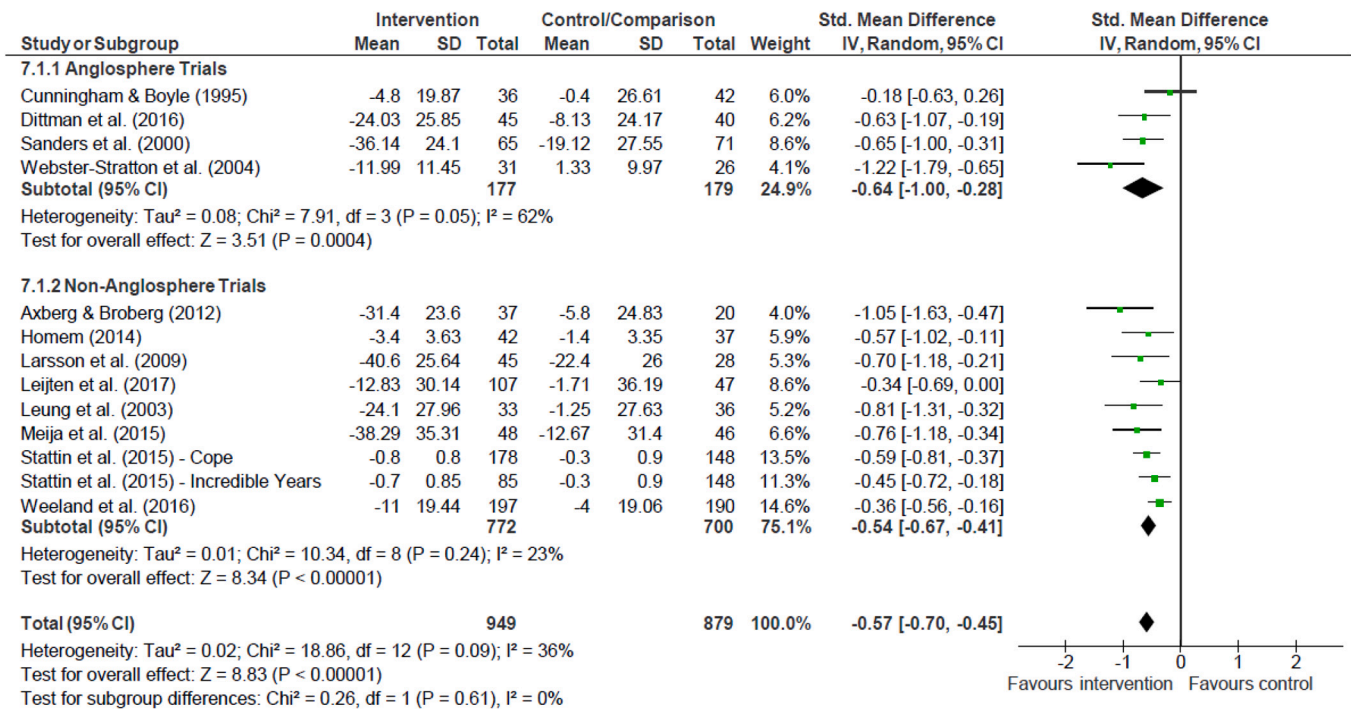 Intervention Control/Comparison Std. Mean Difference Std. Mean Difference
Study or Subgroup Mean SD Total Mean SD Total Weight IV, Random, 95% CI IV, Random, 95% CI
7.1.1 Anglosphere Trials
Cunningham & Boyle (1995) -4.8 19.87 36 -0.4 26.61 42 6.0% -0.18 [-0.63, 0.26]
Dittman et al. (2016) -24.03 25.85 45 -8.13 24.17 40 6.2% -0.63 [-1.07, -0.19]
Sanders et al. (2000) -36.14 24.1 65 -19.12 27.55 71 8.6% -0.65 [-1.00, -0.31]
Webster-Stratton et al. (2004) -11.99 11.45 31 1.33 9.97 26 4.1% -1.22 [-1.79, -0.65]
Subtotal (95% CI) 177 179 24.9% -0.64 [-1.00, -0.28]
Heterogeneity: Tau² = 0.08; Chi² = 7.91, df = 3 (P = 0.05); I² = 62%
Test for overall effect: Z = 3.51 (P = 0.0004)
7.1.2 Non-Anglosphere Trials
Axberg & Broberg (2012) -31.4 23.6 37 -5.8 24.83 20 4.0% -1.05 [-1.63, -0.47]
Homem (2014) -3.4 3.63 42 -1.4 3.35 37 5.9% -0.57 [-1.02, -0.11]
Larsson et al. (2009) -40.6 25.64 45 -22.4 26 28 5.3% -0.70 [-1.18, -0.21]
Leijten et al. (2017) -12.83 30.14 107 -1.71 36.19 47 8.6% -0.34 [-0.69, 0.00]
Leung et al. (2003) -24.1 27.96 33 -1.25 27.63 36 5.2% -0.81 [-1.31, -0.32]
Meija et al. (2015) -38.29 35.31 48 -12.67 31.4 46 6.6% -0.76 [-1.18, -0.34]
Stattin et al. (2015) - Cope -0.8 0.8 178 -0.3 0.9 148 13.5% -0.59 [-0.81, -0.37]
Stattin et al. (2015) - Incredible Years -0.7 0.85 85 -0.3 0.9 148 11.3% -0.45 [-0.72, -0.18]
Weeland et al. (2016) -11 19.44 197 -4 19.06 190 14.6% -0.36 [-0.56, -0.16]
Subtotal (95% CI) 772 700 75.1% -0.54 [-0.67, -0.41]
Heterogeneity: Tau² = 0.01; Chi² = 10.34, df = 8 (P = 0.24); I² = 23%
Test for overall effect: Z = 8.34 (P < 0.00001)
Total (95% CI) 949 879 100.0% -0.57 [-0.70, -0.45]
Heterogeneity: Tau² = 0.02; Chi² = 18.86, df = 12 (P = 0.09); I² = 36%
Test for overall effect: Z = 8.83 (P < 0.00001)
Test for subgroup differences: Chi² = 0.26, df = 1 (P = 0.61), I² = 0%
-2 -1 0 1 2
Favours intervention Favours control